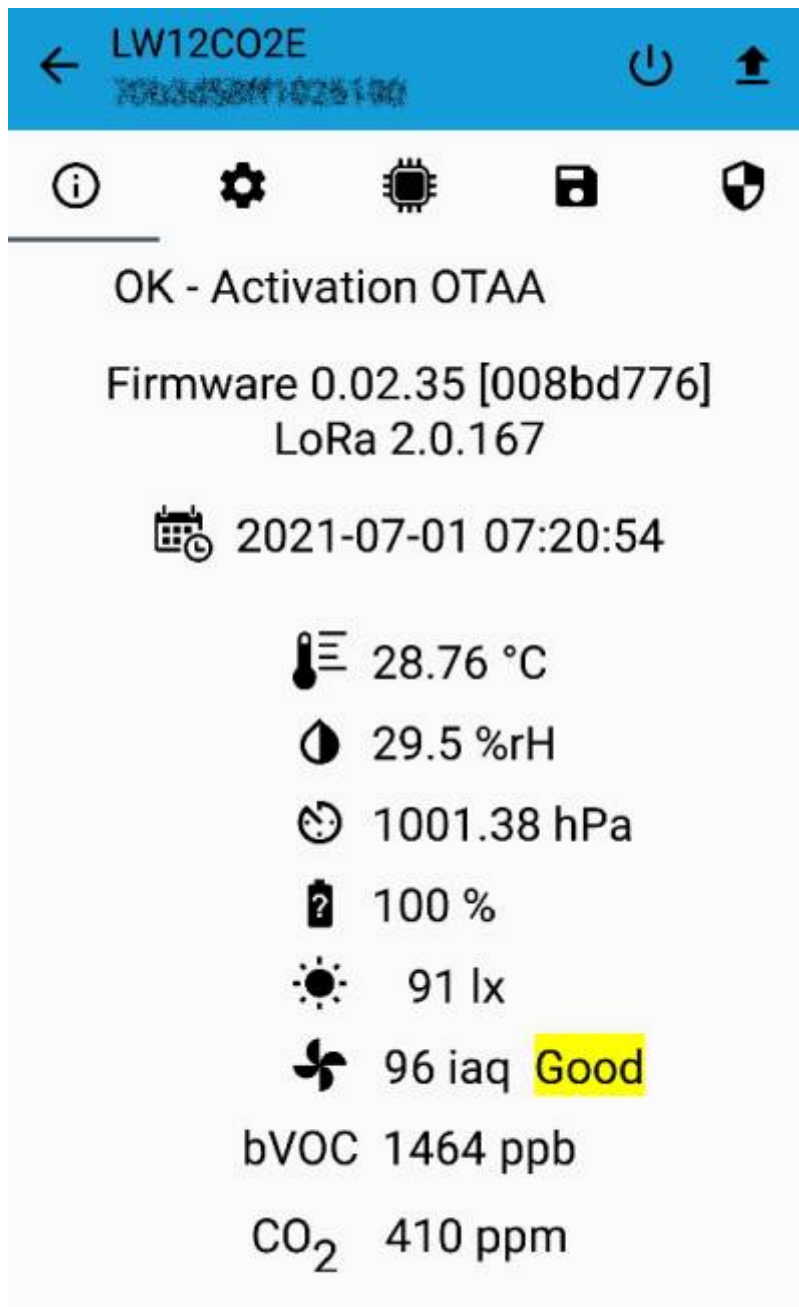 LW12CO2E
OK - Activation OTAA
Firmware 0.02.35 [008bd776]
LoRa 2.0.167
2021-07-01 07:20:54
28.76 °C
29.5 %rH
1001.38 hPa
100 %
91 lx
96 iaq Good
bVOC 1464 ppb
CO₂ 410 ppm